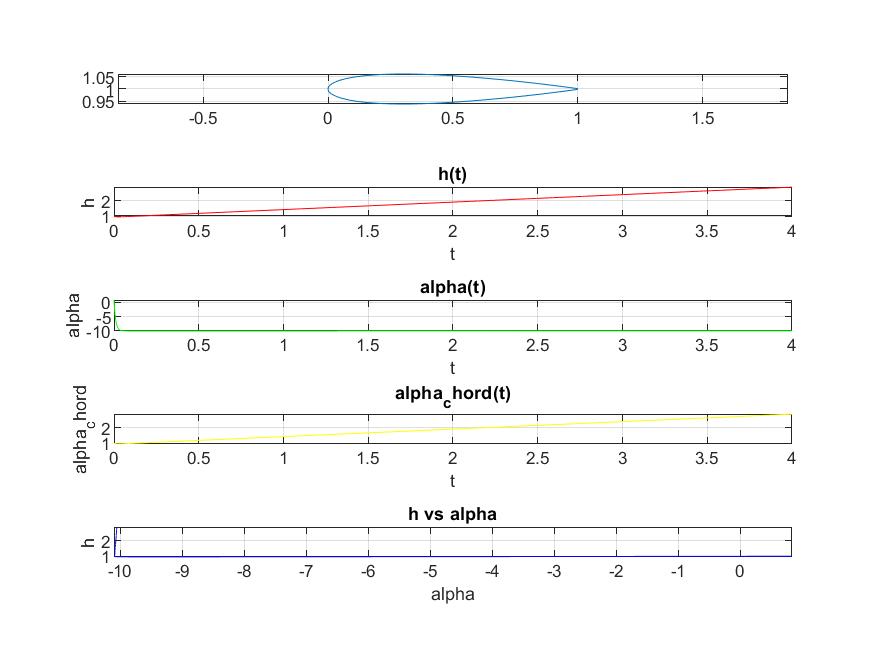 1.05
1
0.95
-0.5 0 0.5 1 1.5
h(t)
h
2
1
0 0.5 1 1.5 2 2.5 3 3.5 4
t
alpha(t)
alpha
0
-5
-10
0 0.5 1 1.5 2 2.5 3 3.5 4
t
alpha_chord(t)
alpha_chord
2
1
0 0.5 1 1.5 2 2.5 3 3.5 4
t
h vs alpha
h
2
1
-10 -9 -8 -7 -6 -5 -4 -3 -2 -1 0
alpha